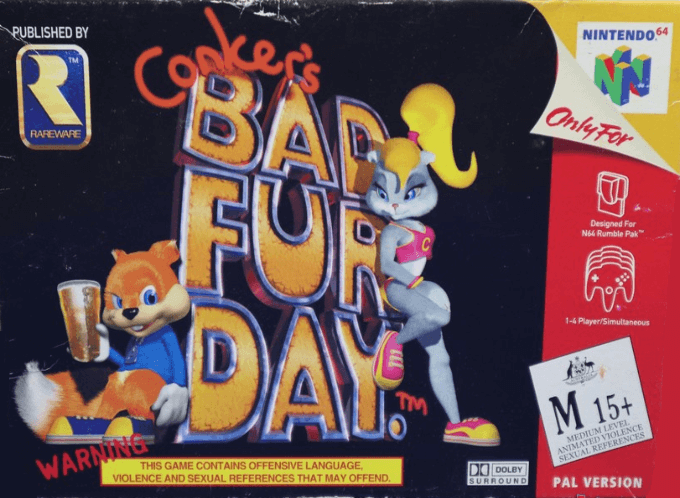 PUBLISHED BY
TM
RAREWARE
Conker's
BAD
FUR
DAY.
TM
C
NINTENDO64
Only For
Designed For
N64 Rumble Pak™
1-4 Player/Simultaneous
M 15+
MEDIUM LEVEL
ANIMATED VIOLENCE
SEXUAL REFERENCES
WARNING
THIS GAME CONTAINS OFFENSIVE LANGUAGE,
VIOLENCE AND SEXUAL REFERENCES THAT MAY OFFEND.
DOLBY
SURROUND
PAL VERSION